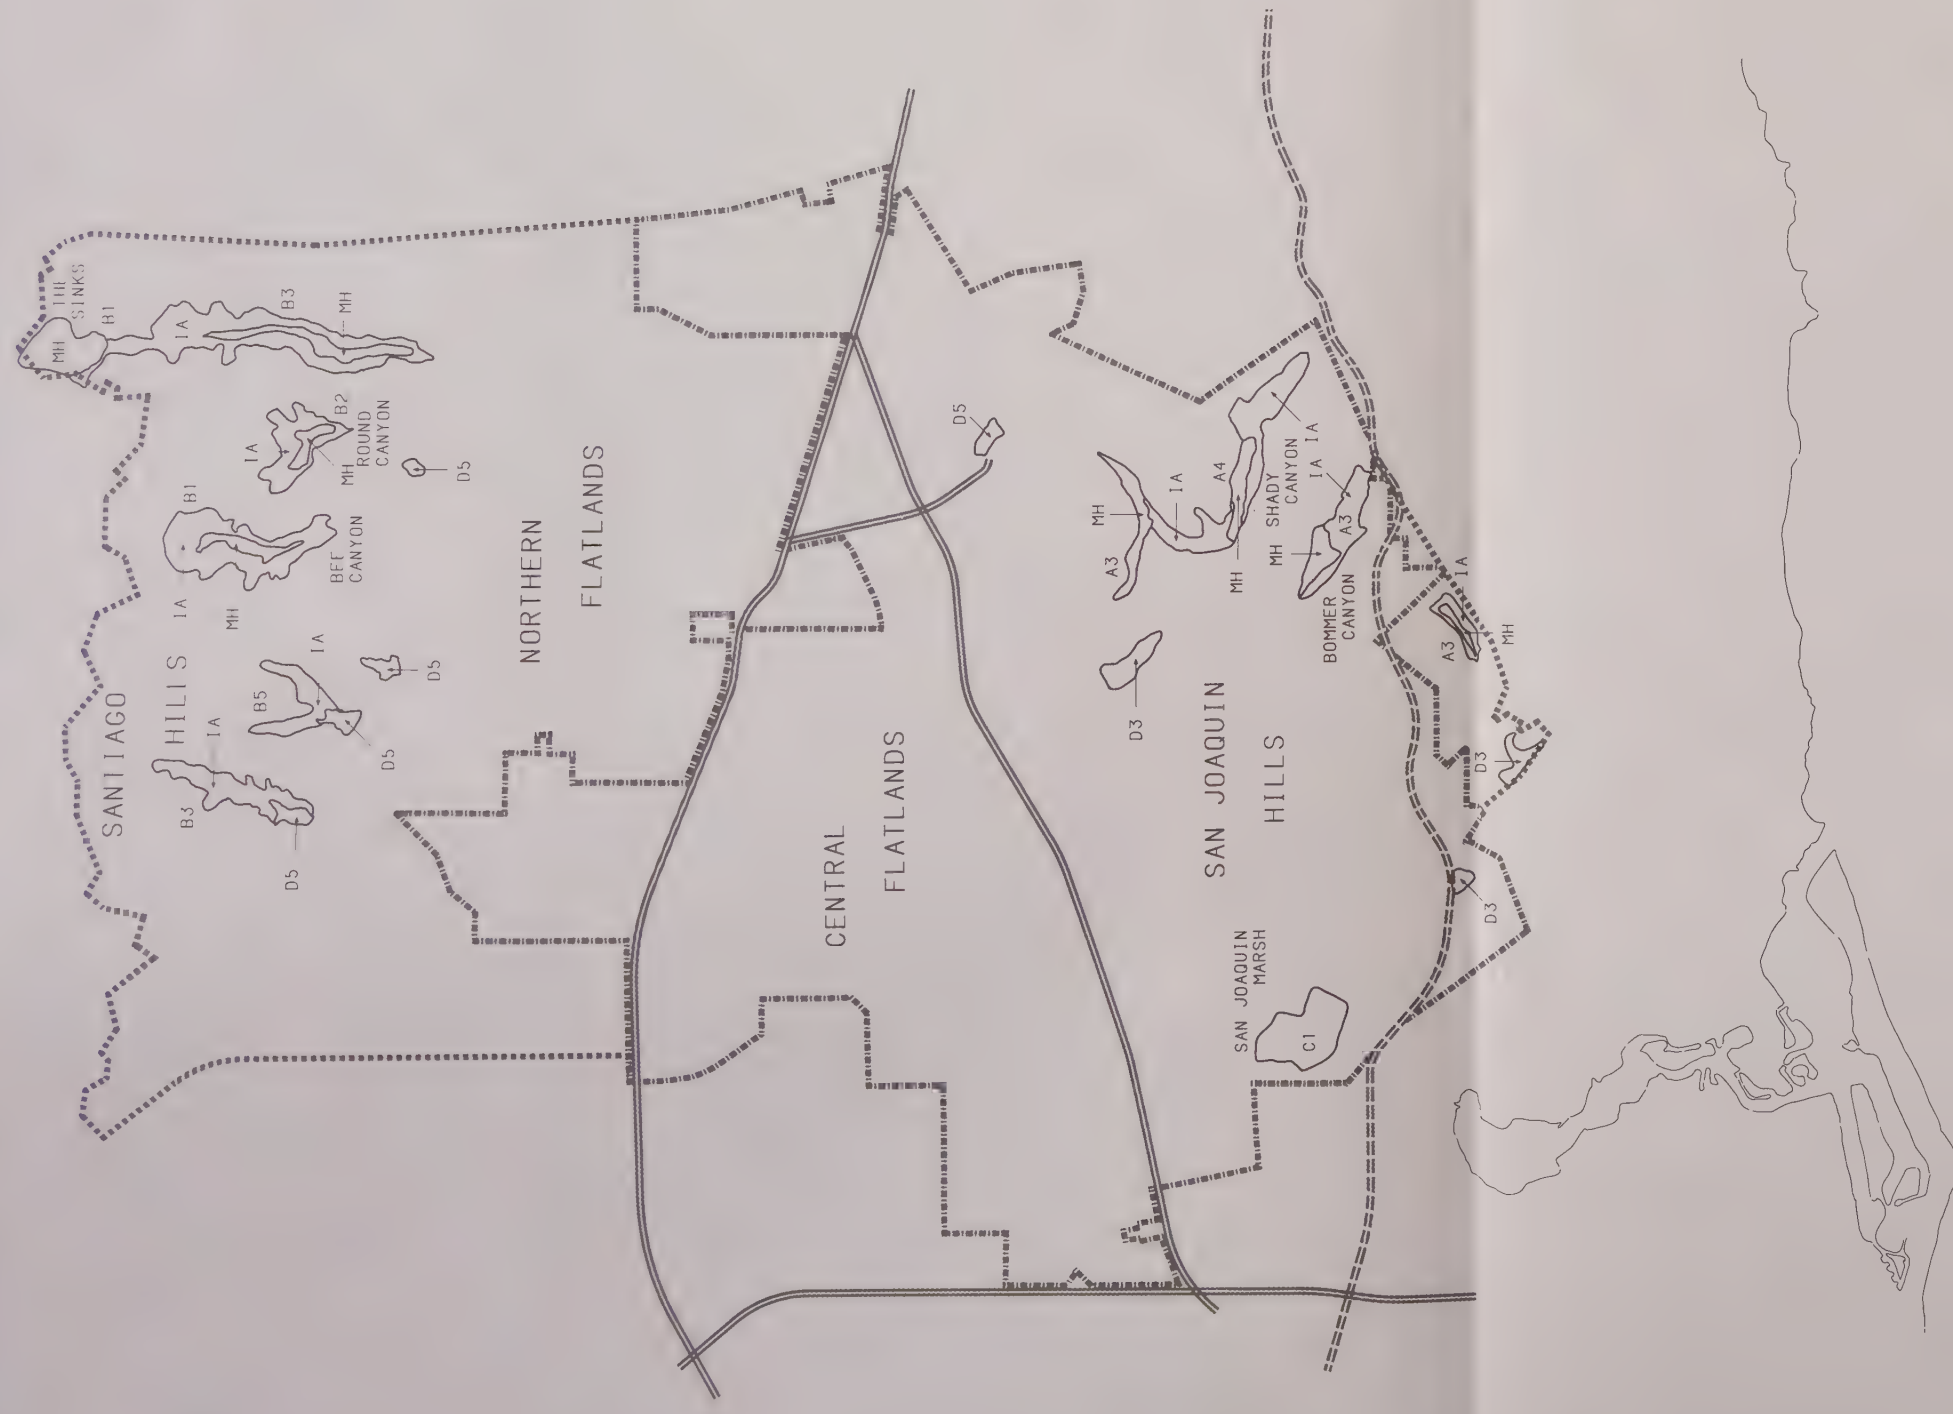 THE
SINKS
MH
B1
IA
B3
MH
IA
B2
ROUND
CANYON
MH
D5
B1
IA
MH
BEE
CANYON
SANTIAGO
HILLS
IA
B5
D5
D5
IA
B3
D5
NORTHERN
FLATLANDS
CENTRAL
FLATLANDS
D5
MH
A3
IA
A4
MH
SHADY
CANYON
IA
IA
A3
MH
BOMMER
CANYON
D3
SAN JOAQUIN
HILLS
IA
MH
A3
D3
D3
SAN JOAQUIN
MARSH
C1